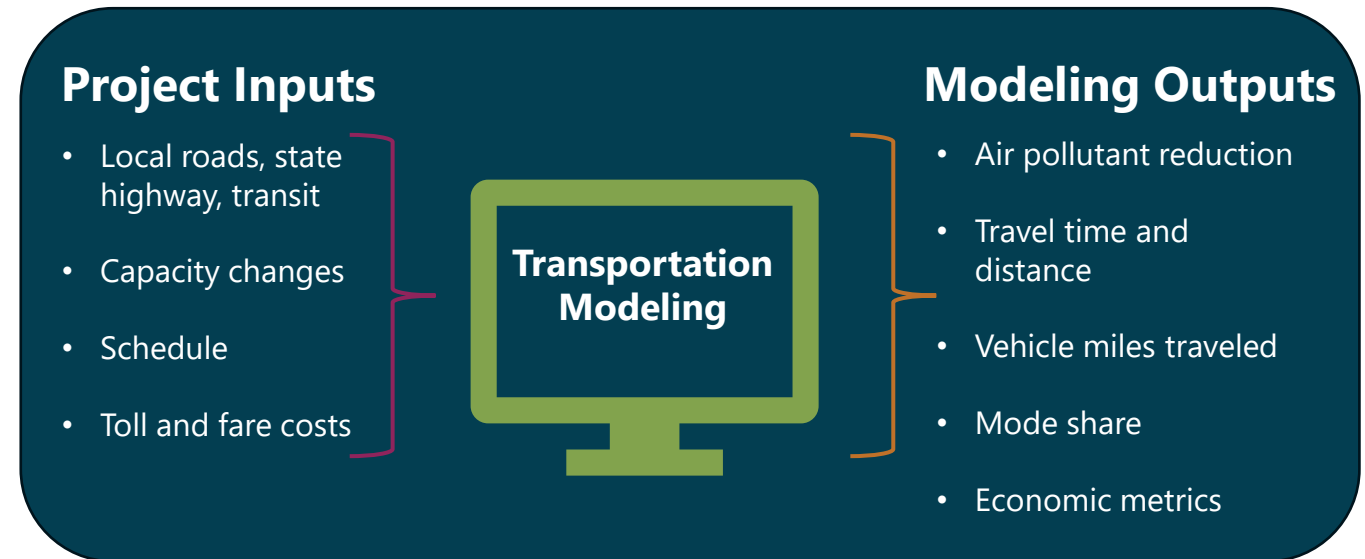 Project Inputs
• Local roads, state
highway, transit
• Capacity changes
• Schedule
• Toll and fare costs
Transportation
Modeling
Modeling Outputs
• Air pollutant reduction
• Travel time and
distance
• Vehicle miles traveled
• Mode share
• Economic metrics